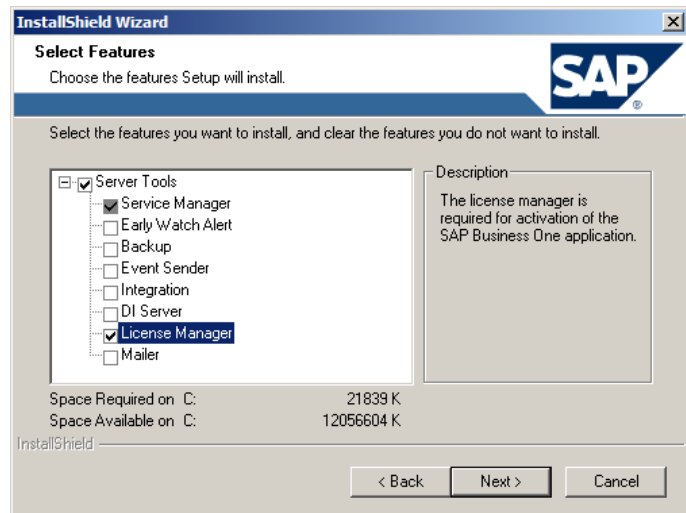 InstallShield Wizard
Select Features
Choose the features Setup will install.
SAP
®
Select the features you want to install, and clear the features you do not want to install.
Server Tools
Service Manager
Early Watch Alert
Backup
Event Sender
Integration
DI Server
License Manager
Mailer
Description
The license manager is
required for activation of the
SAP Business One application.
Space Required on C: 21839 K
Space Available on C: 12056604 K
InstallShield
< Back Next > Cancel